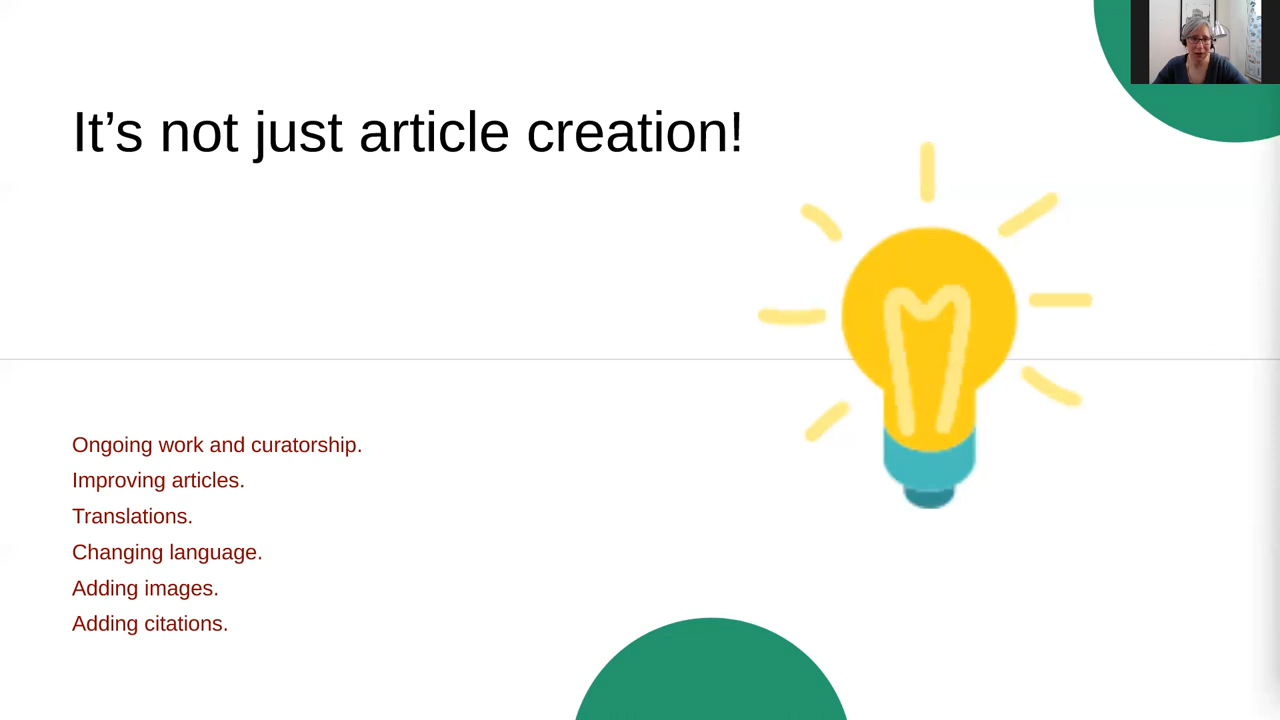 It’s not just article creation!
Ongoing work and curatorship.
Improving articles.
Translations.
Changing language.
Adding images.
Adding citations.